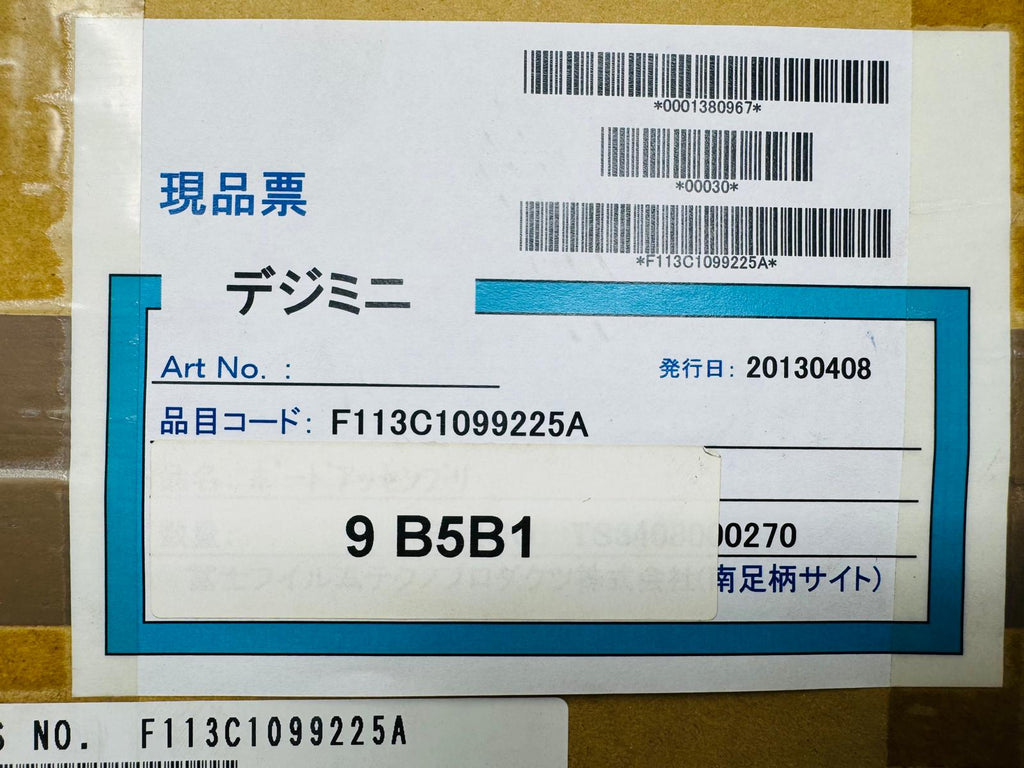 *0001380967*
*00030*
現品票
*F113C1099225A*
デジミニ
Art No. :
発行日: 20130408
品目コード: F113C1099225A
9 B5B1
00270
南足柄サイト)
NO. F113C1099225A